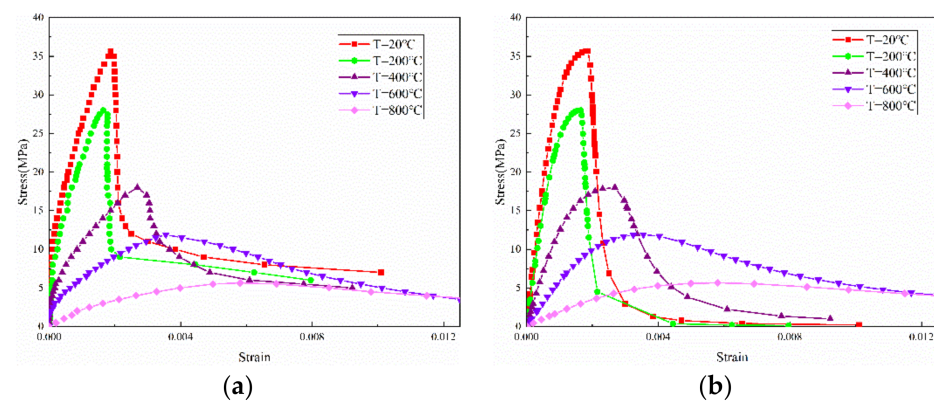 40
35
30
25
20
15
10
5
0
Stress(MPa)
0.000
0.004
0.008
0.012
Strain
T=20℃
T=200℃
T=400℃
T=600℃
T=800℃
(a)
40
35
30
25
20
15
10
5
0
Stress(MPa)
0.000
0.004
0.008
0.012
Strain
T=20℃
T=200℃
T=400℃
T=600℃
T=800℃
(b)